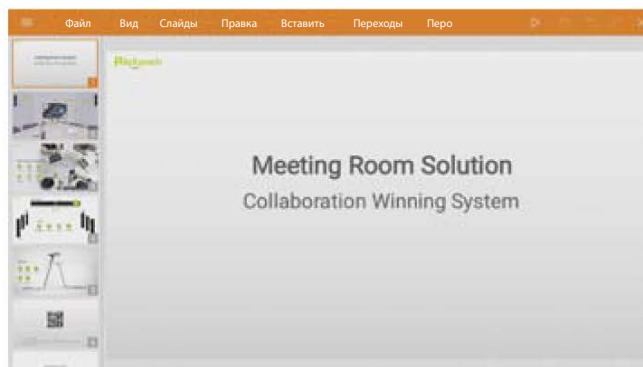 Файл Вид Слайды Правка Вставить Переходы Перо
Meeting Room Solution
Collaboration Winning System